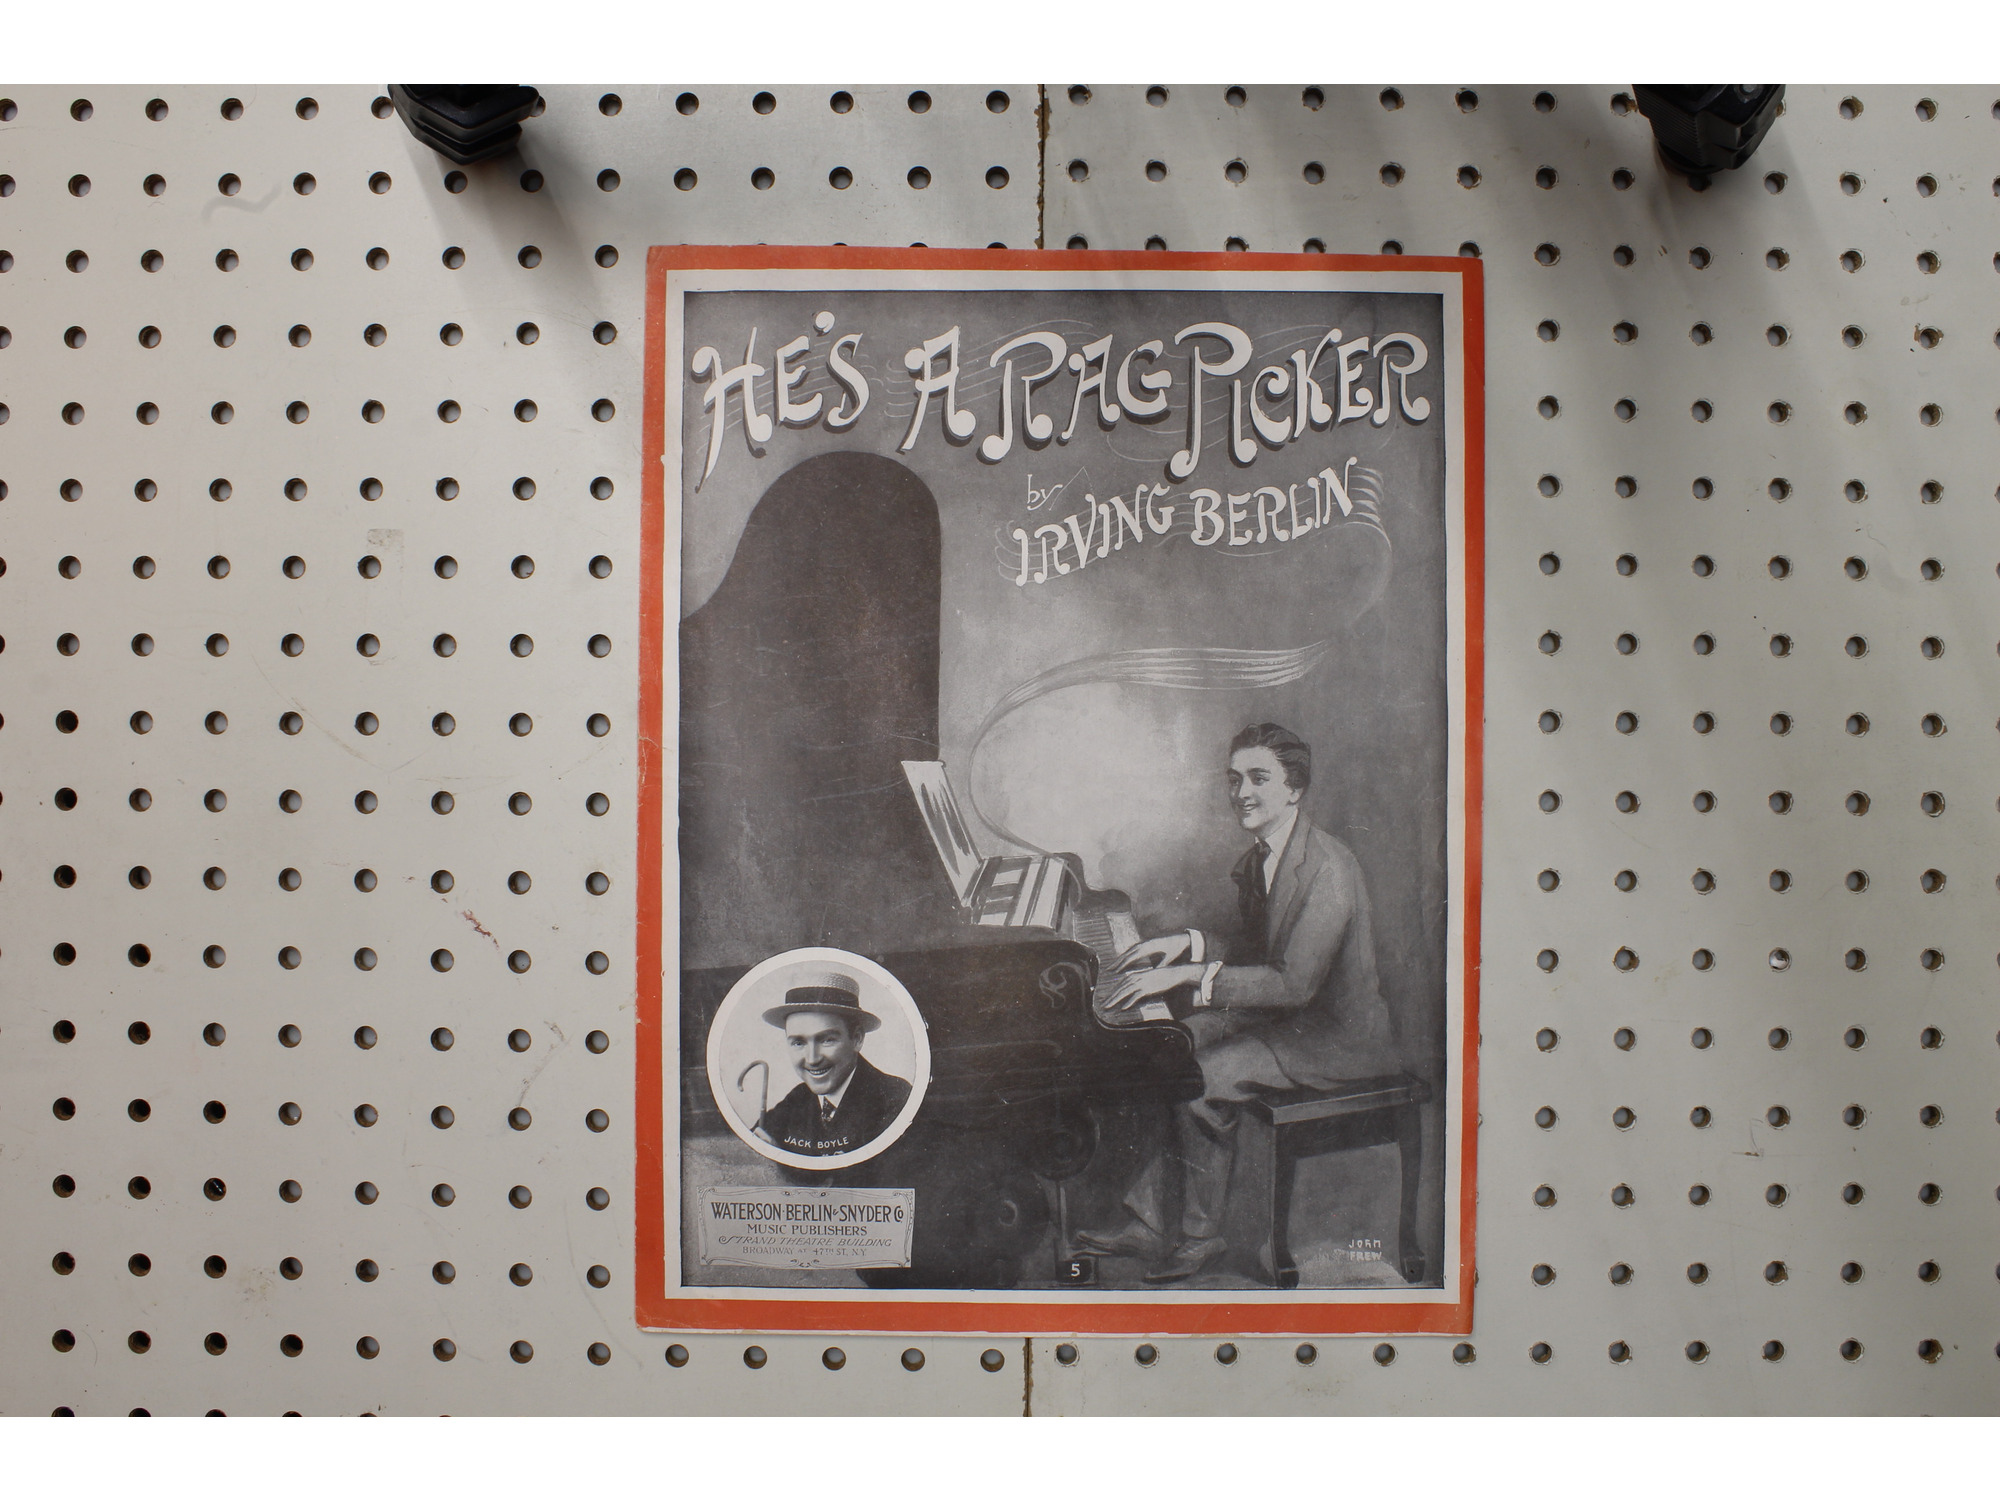 HE'S A RAG PICKER
by
IRVING BERLIN
JACK BOYLE
WATERSON·BERLIN & SNYDER Co
MUSIC PUBLISHERS
STRAND THEATRE BUILDING
BROADWAY AT 47TH ST. N.Y.
5
JOHN
FREW